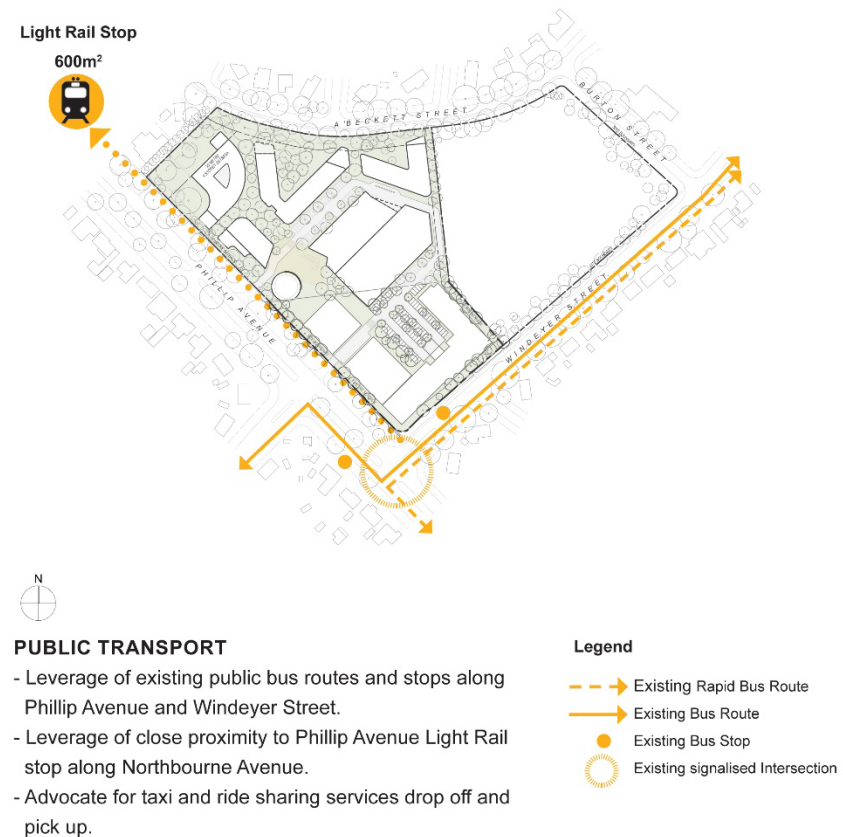 Light Rail Stop
600m²
A'BECKETT STREET
BURTON STREET
PHILLIP AVENUE
WINDEYER STREET
N
PUBLIC TRANSPORT
- Leverage of existing public bus routes and stops along
Phillip Avenue and Windeyer Street.
- Leverage of close proximity to Phillip Avenue Light Rail
stop along Northbourne Avenue.
- Advocate for taxi and ride sharing services drop off and
pick up.
Legend
Existing Rapid Bus Route
Existing Bus Route
Existing Bus Stop
Existing signalised Intersection